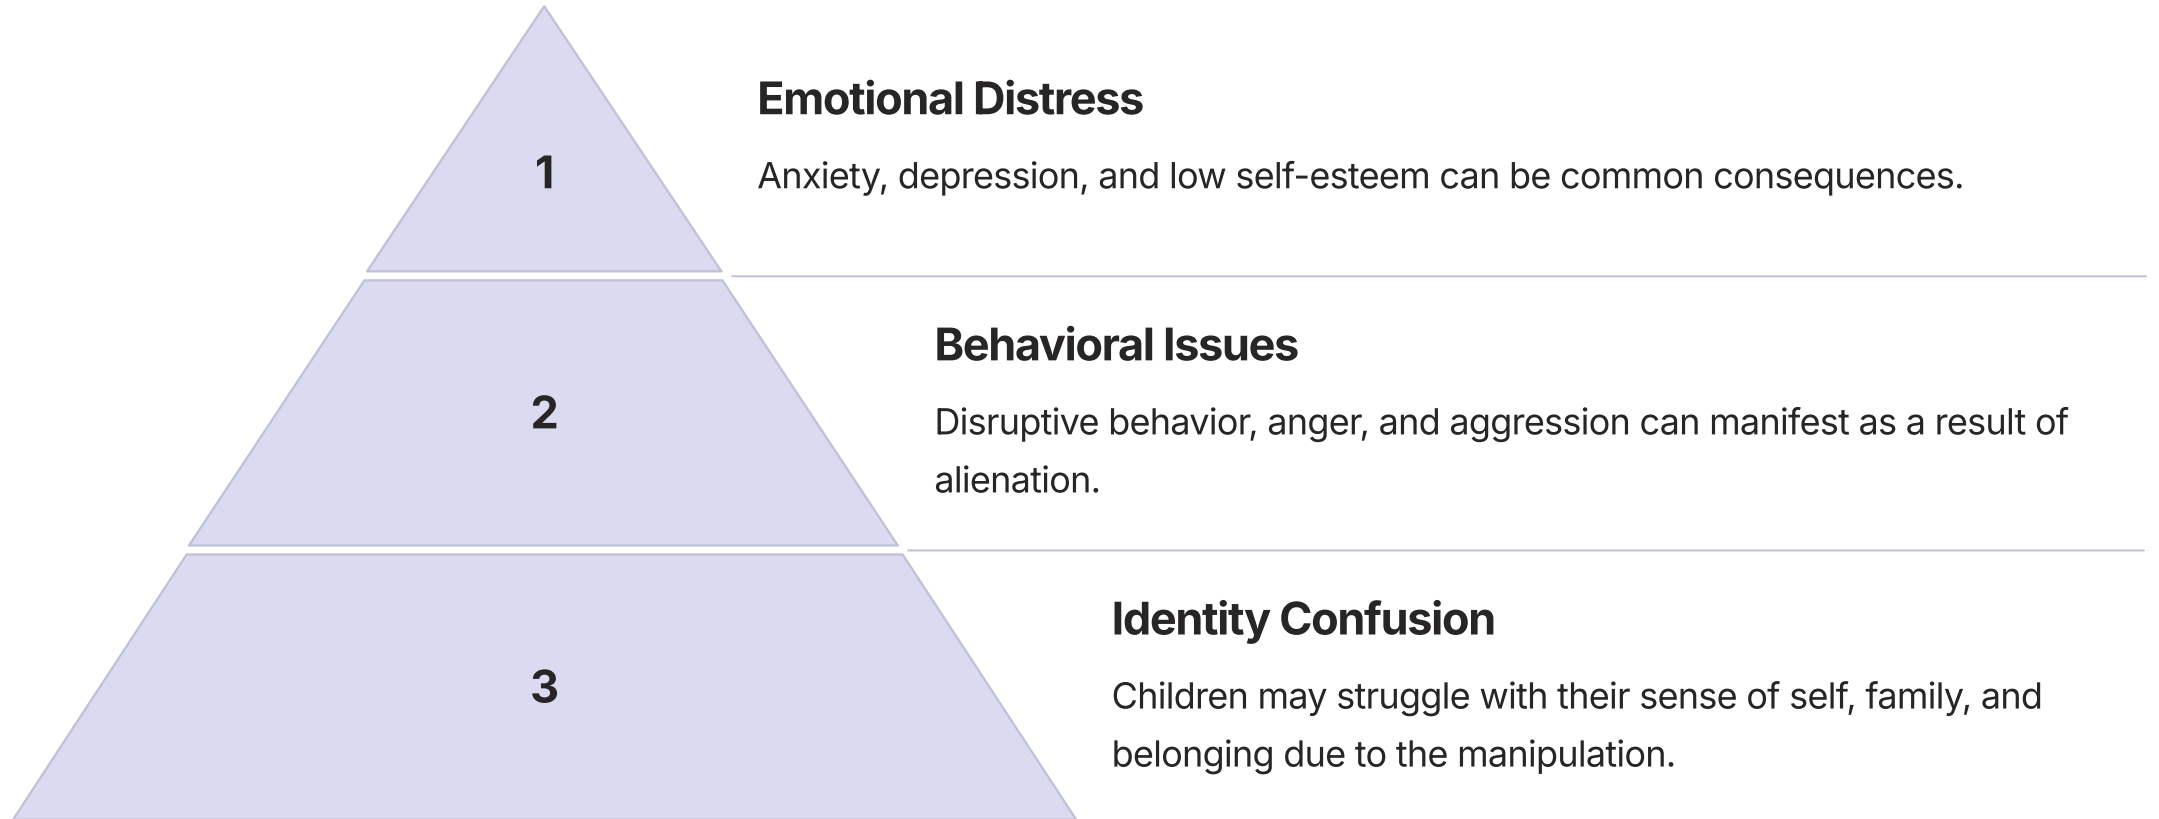 1
Emotional Distress
Anxiety, depression, and low self-esteem can be common consequences.
2
Behavioral Issues
Disruptive behavior, anger, and aggression can manifest as a result of
alienation.
3
Identity Confusion
Children may struggle with their sense of self, family, and
belonging due to the manipulation.